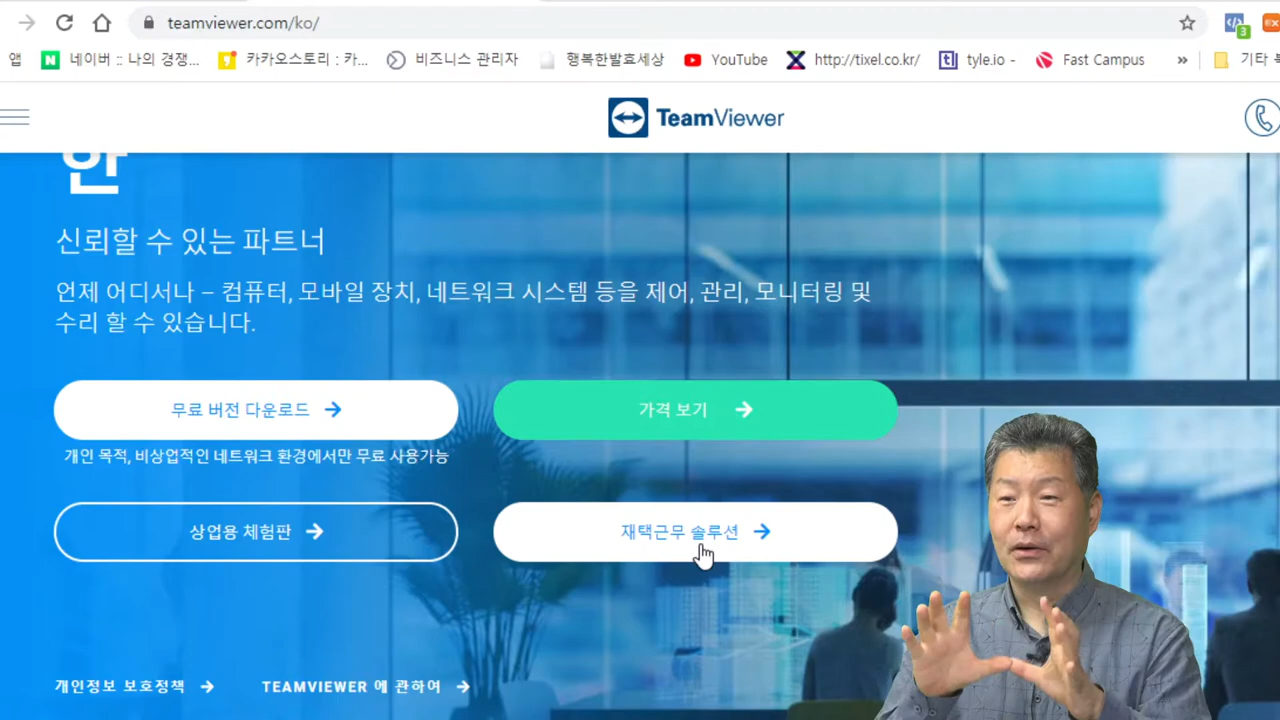 teamviewer.com/ko/
3
앱
N
네이버 :: 나의 경쟁...
카카오스토리 : 카...
비즈니스 관리자
행복한발효세상
YouTube
http://tixel.co.kr/
tyle.io -
Fast Campus
»
기타
TeamViewer
한
신뢰할 수 있는 파트너
언제 어디서나 – 컴퓨터, 모바일 장치, 네트워크 시스템 등을 제어, 관리, 모니터링 및
수리 할 수 있습니다.
무료 버전 다운로드 →
가격 보기 →
개인 목적, 비상업적인 네트워크 환경에서만 무료 사용가능
상업용 체험판 →
재택근무 솔루션 →
개인정보 보호정책 →
TEAMVIEWER 에 관하여 →